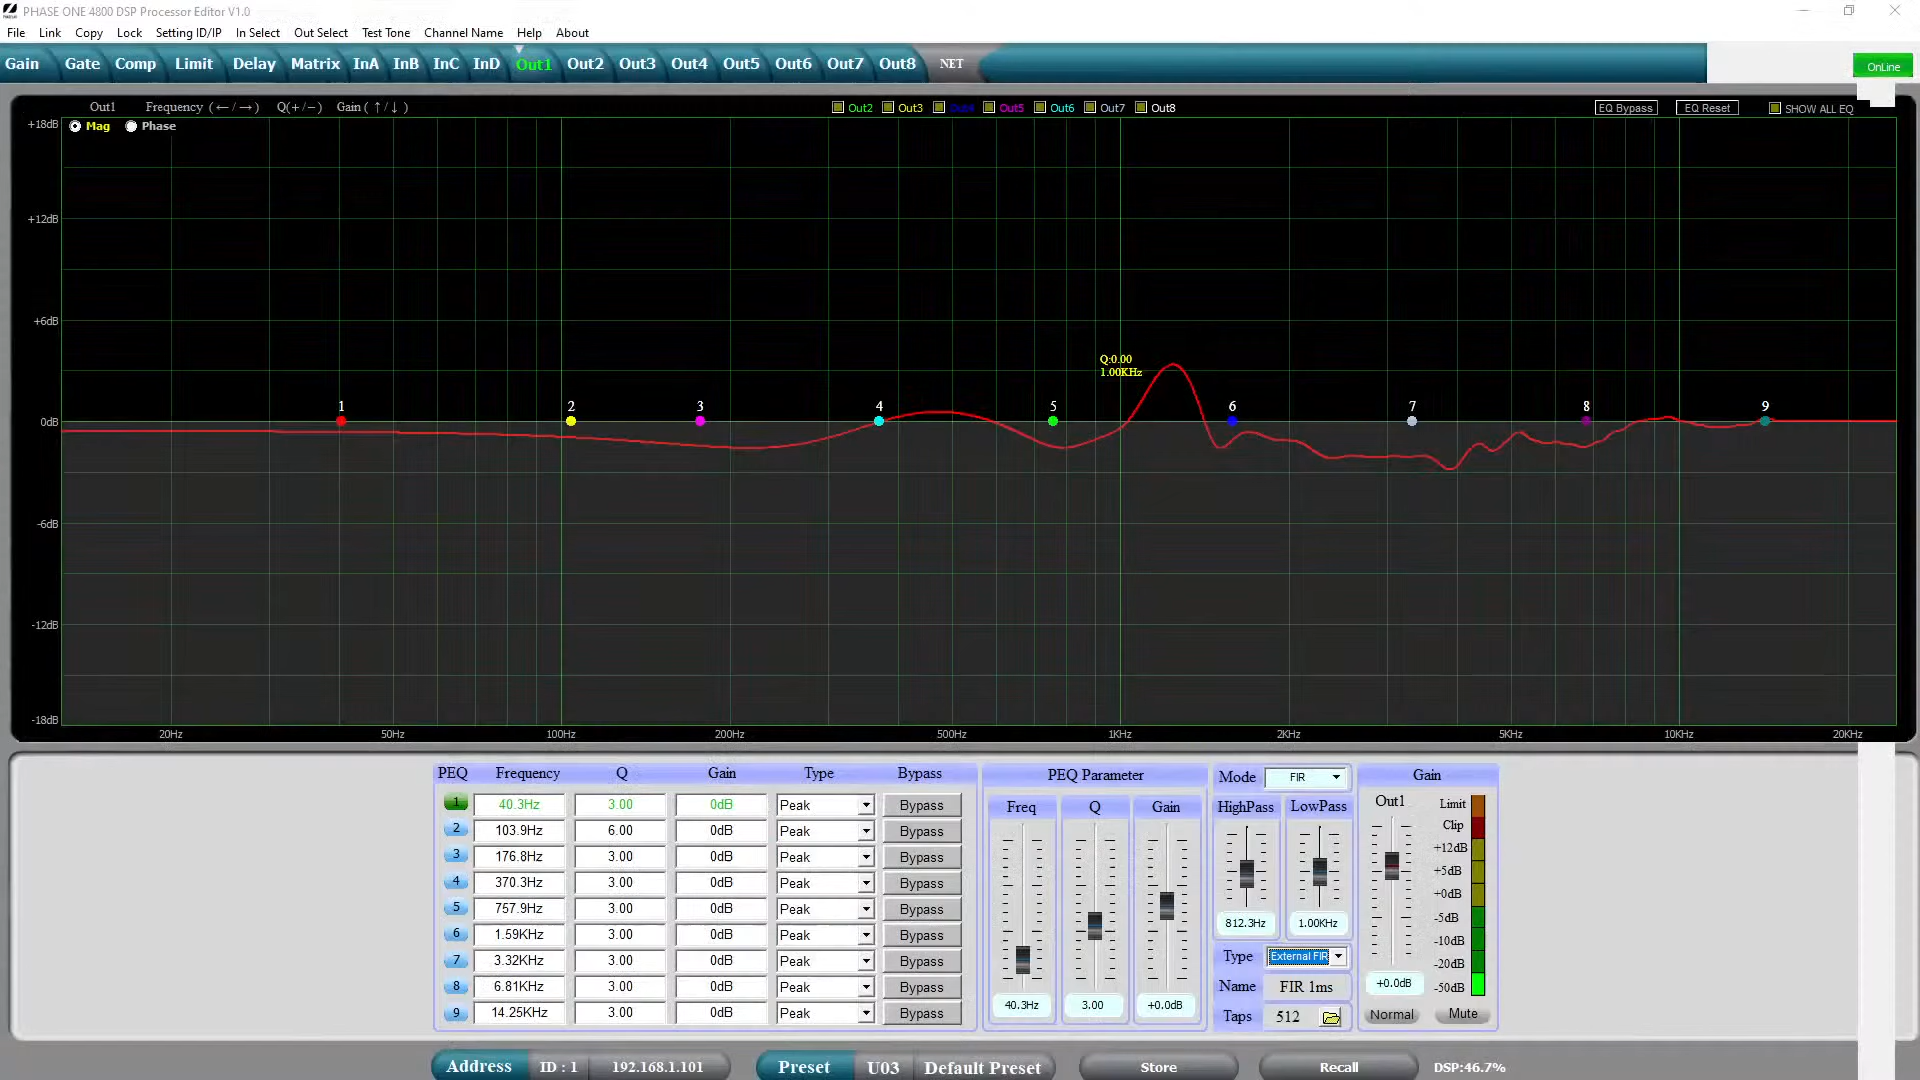 PHASE ONE 4800 DSP Processor Editor V1.0
File Link Copy Lock Setting ID/IP In Select Out Select Test Tone Channel Name Help About
Gain Gate Comp Limit Delay Matrix InA InB InC InD Out1 Out2 Out3 Out4 Out5 Out6 Out7 Out8 NET
OnLine
Out1 Frequency (←/→) Q(+/−) Gain (↑/↓) Out2 Out3 Out4 Out5 Out6 Out7 Out8 EQ Bypass EQ Reset SHOW ALL EQ
Mag Phase
+18dB
+12dB
+6dB
Q:0.00
1.00KHz
1 2 3 4 5 6 7 8 9
0dB
-6dB
-12dB
-18dB
20Hz 50Hz 100Hz 200Hz 500Hz 1KHz 2KHz 5KHz 10KHz 20KHz
PEQ Frequency Q Gain Type Bypass
1 40.3Hz 3.00 0dB Peak Bypass
2 103.9Hz 6.00 0dB Peak Bypass
3 176.8Hz 3.00 0dB Peak Bypass
4 370.3Hz 3.00 0dB Peak Bypass
5 757.9Hz 3.00 0dB Peak Bypass
6 1.59KHz 3.00 0dB Peak Bypass
7 3.32KHz 3.00 0dB Peak Bypass
8 6.81KHz 3.00 0dB Peak Bypass
9 14.25KHz 3.00 0dB Peak Bypass
PEQ Parameter
Freq Q Gain
40.3Hz 3.00 +0.0dB
Mode FIR
HighPass LowPass
812.3Hz 1.00KHz
Type External FIR
Name FIR 1ms
Taps 512
Gain
Out1
+0.0dB
Normal Mute
Limit
Clip
+12dB
+5dB
+0dB
-5dB
-10dB
-20dB
-50dB
Address ID : 1 192.168.1.101 Preset U03 Default Preset Store Recall DSP:46.7%